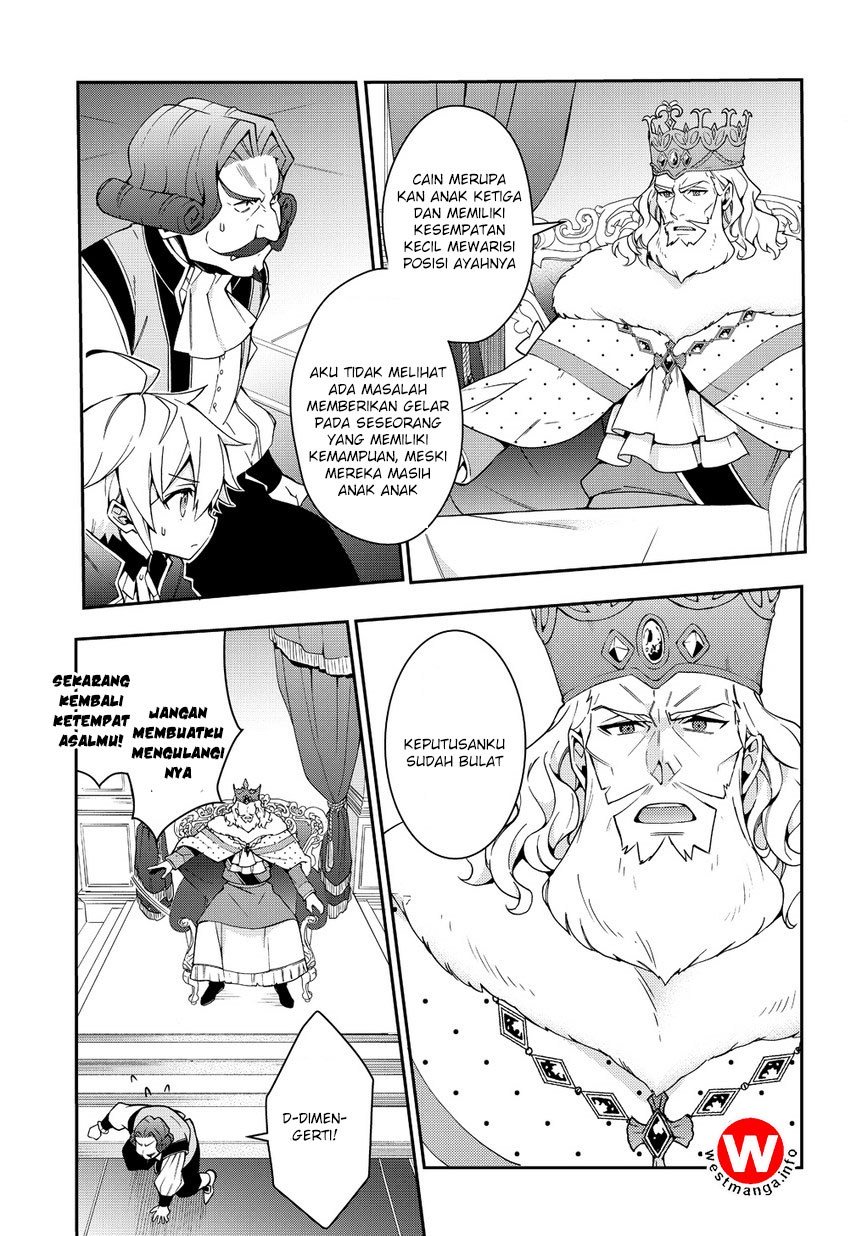 CAIN MERUPA
KAN ANAK KETIGA
DAN MEMILIKI
KESEMPATAN
KECIL MEWARISI
POSISI AYAHNYA
AKU TIDAK MELIHAT
ADA MASALAH
MEMBERIKAN GELAR
PADA SESEORANG
YANG MEMILIKI
KEMAMPUAN, MESKI
MEREKA MASIH
ANAK ANAK
KEPUTUSANKU
SUDAH BULAT
JANGAN
MEMBUATKU
MENGULANGI
NYA
SEKARANG
KEMBALI
KETEMPAT
ASALMU!
D-DIMEN-
GERTI!
W
westmanga.info